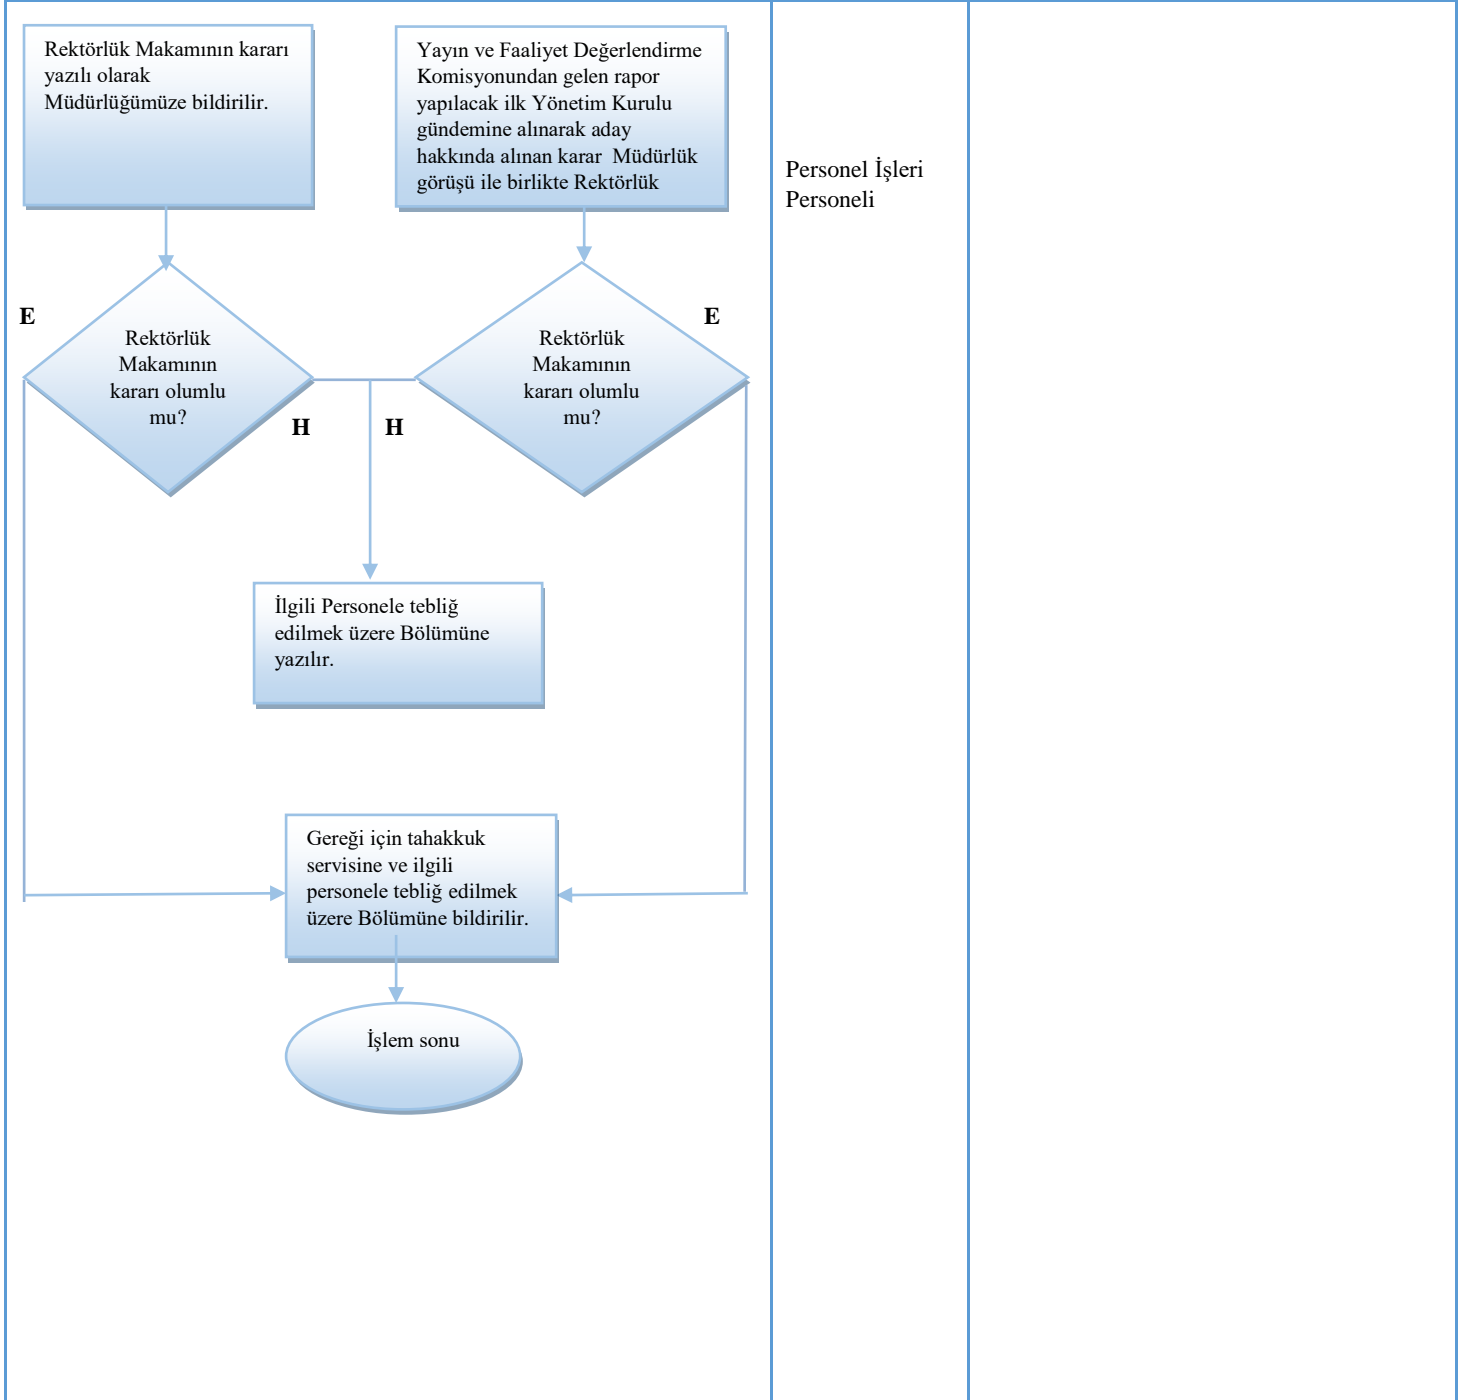 Rektörlük Makamının kararı
yazılı olarak
Müdürlüğümüze bildirilir.
Yayın ve Faaliyet Değerlendirme
Komisyonundan gelen rapor
yapılacak ilk Yönetim Kurulu
gündemine alınarak aday
hakkında alınan karar  Müdürlük
görüşü ile birlikte Rektörlük
Personel İşleri
Personeli
E
Rektörlük
Makamının
kararı olumlu
mu?
H
H
Rektörlük
Makamının
kararı olumlu
mu?
E
İlgili Personele tebliğ
edilmek üzere Bölümüne
yazılır.
Gereği için tahakkuk
servisine ve ilgili
personele tebliğ edilmek
üzere Bölümüne bildirilir.
İşlem sonu